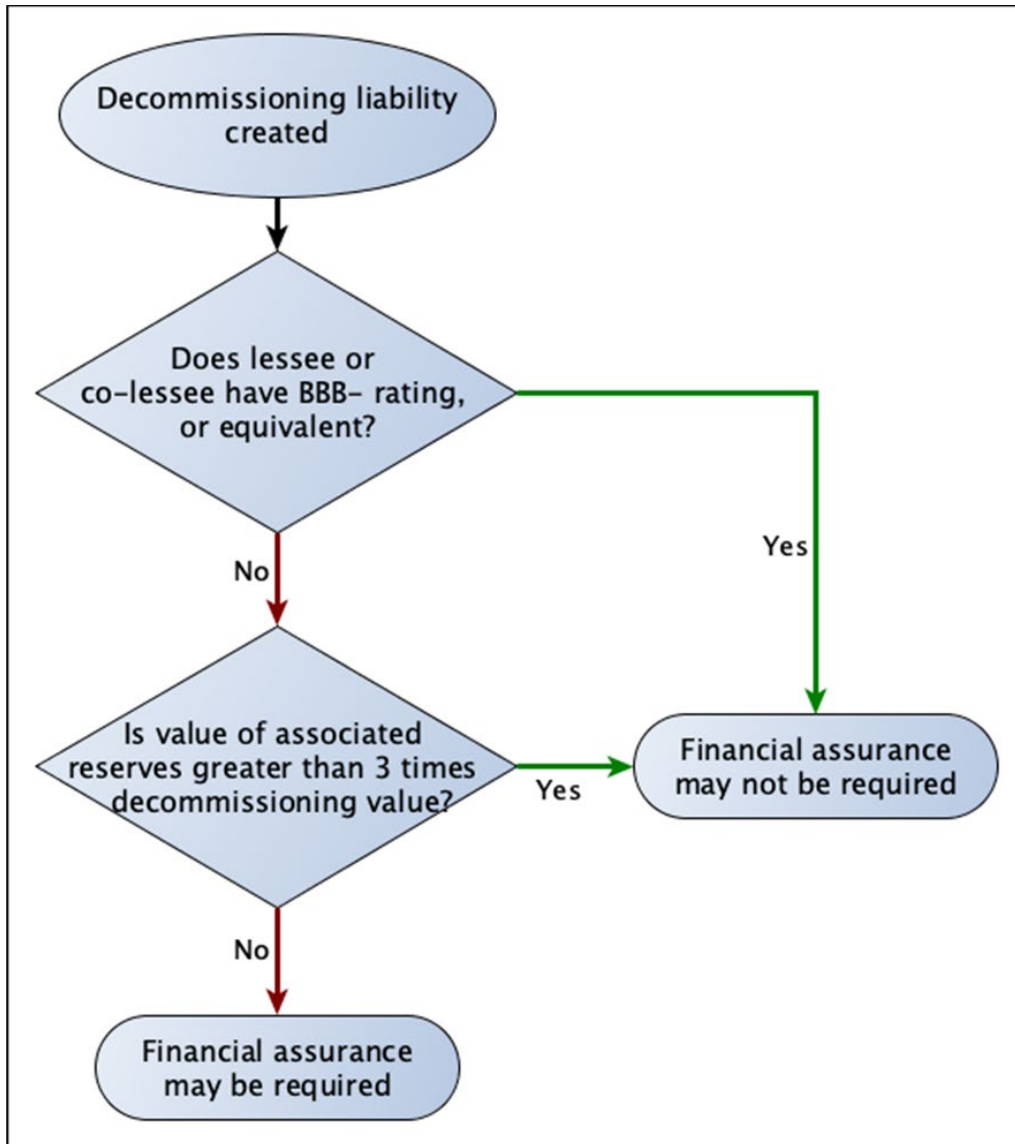 Decommissioning liability
created
Does lessee or
co-lessee have BBB- rating,
or equivalent?
Yes
No
Is value of associated
reserves greater than 3 times
decommissioning value?
Yes
Financial assurance
may not be required
No
Financial assurance
may be required